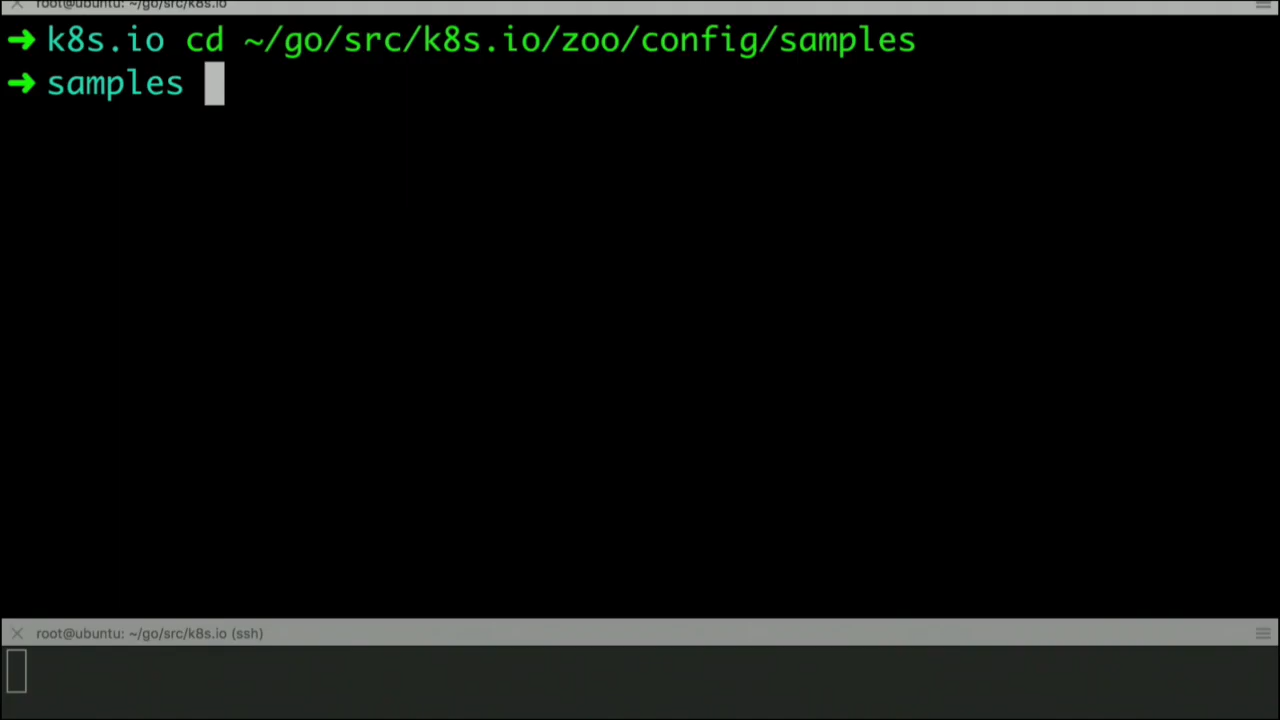 root@ubuntu: ~/go/src/k8s.io
➜ k8s.io cd ~/go/src/k8s.io/zoo/config/samples
➜ samples
root@ubuntu: ~/go/src/k8s.io (ssh)